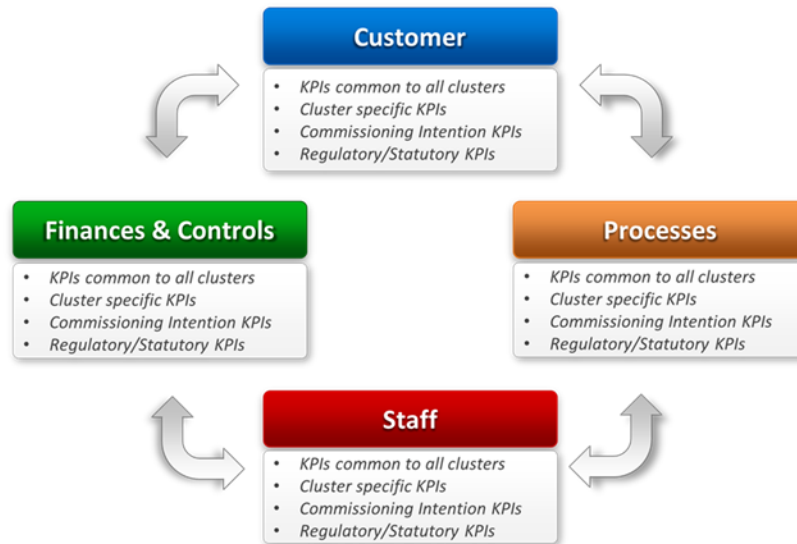 Customer
• KPIs common to all clusters
• Cluster specific KPIs
• Commissioning Intention KPIs
• Regulatory/Statutory KPIs
Finances & Controls
• KPIs common to all clusters
• Cluster specific KPIs
• Commissioning Intention KPIs
• Regulatory/Statutory KPIs
Processes
• KPIs common to all clusters
• Cluster specific KPIs
• Commissioning Intention KPIs
• Regulatory/Statutory KPIs
Staff
• KPIs common to all clusters
• Cluster specific KPIs
• Commissioning Intention KPIs
• Regulatory/Statutory KPIs